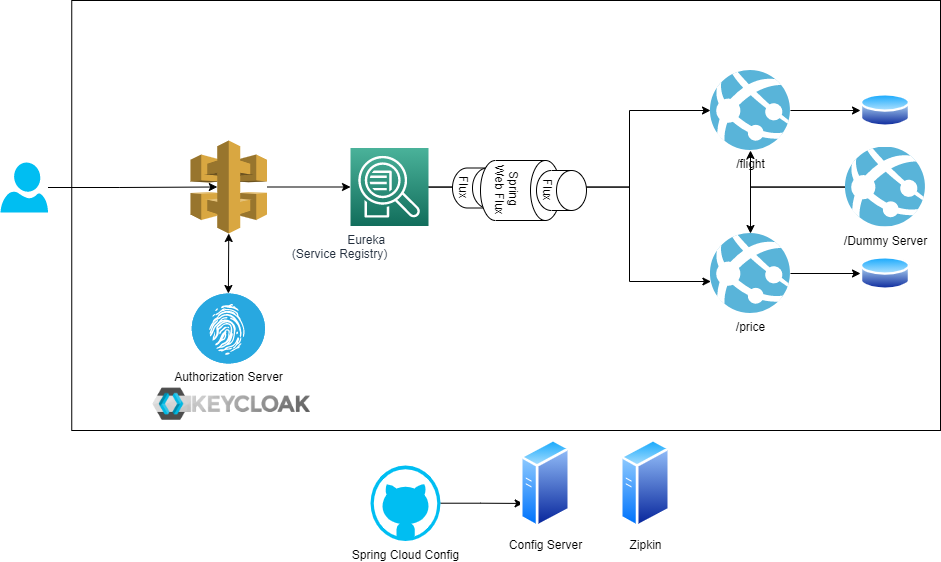 /flight
Flux
Spring
Web Flux
Flux
/Dummy Server
Eureka
(Service Registry)
/price
Authorization Server
KEYCLOAK
Config Server
Zipkin
Spring Cloud Config